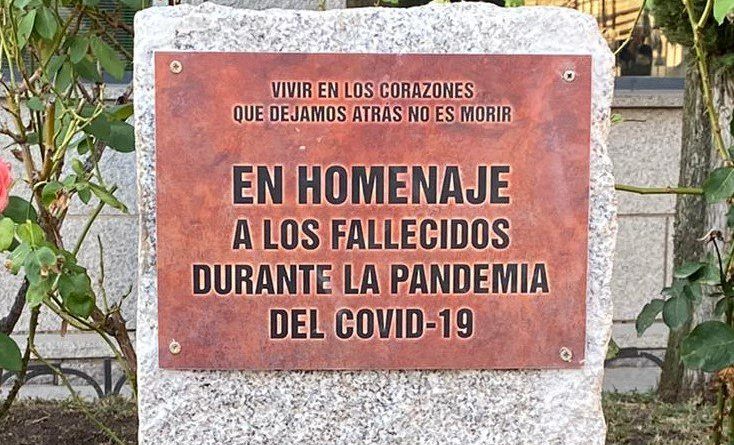 VIVIR EN LOS CORAZONES
QUE DEJAMOS ATRÁS NO ES MORIR
EN HOMENAJE
A LOS FALLECIDOS
DURANTE LA PANDEMIA
DEL COVID-19